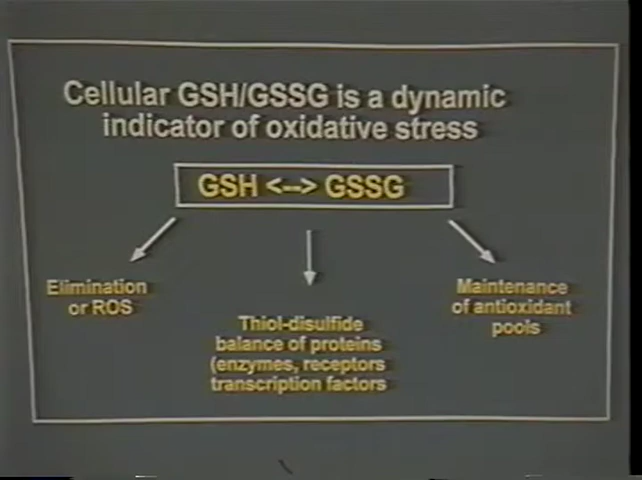 Cellular GSH/GSSG is a dynamic
indicator of oxidative stress
GSH <--> GSSG
Elimination
or ROS
Thiol-disulfide
balance of proteins
(enzymes, receptors
transcription factors
Maintenance
of antioxidant
pools